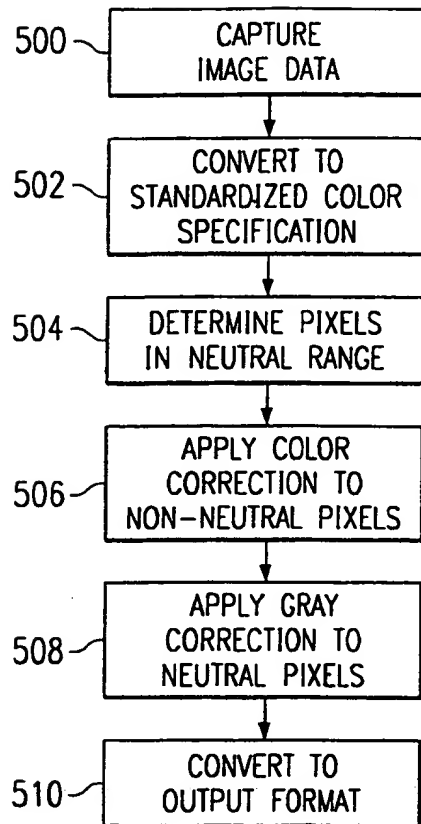 500
CAPTURE
IMAGE DATA
502
CONVERT TO
STANDARDIZED COLOR
SPECIFICATION
504
DETERMINE PIXELS
IN NEUTRAL RANGE
506
APPLY COLOR
CORRECTION TO
NON-NEUTRAL PIXELS
508
APPLY GRAY
CORRECTION TO
NEUTRAL PIXELS
510
CONVERT TO
OUTPUT FORMAT